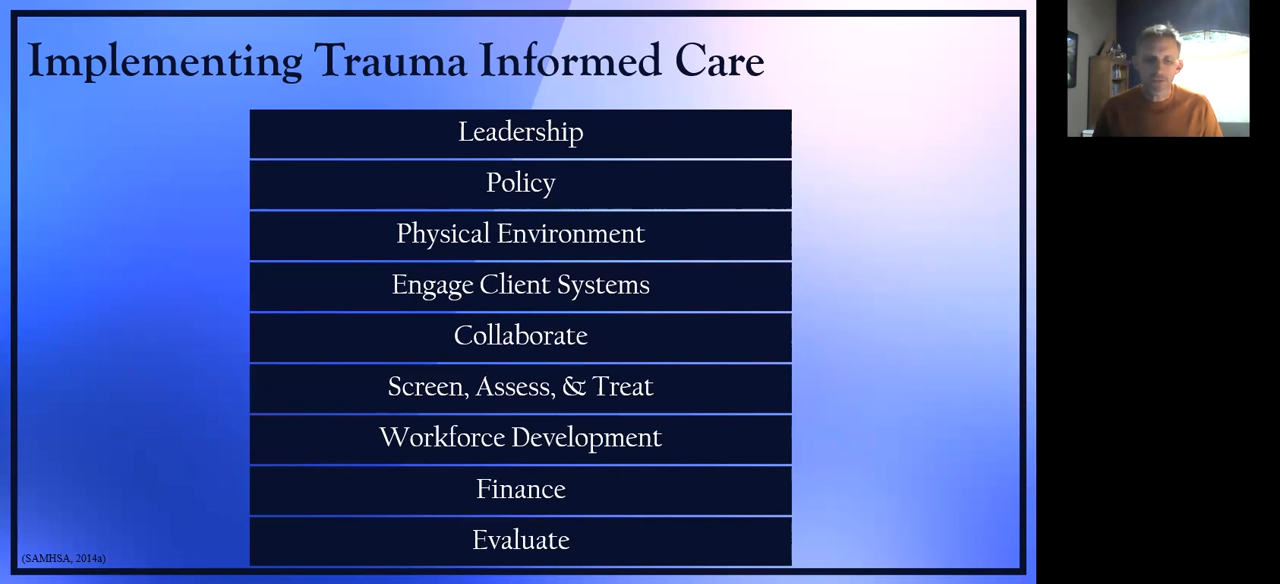 Implementing Trauma Informed Care
Leadership
Policy
Physical Environment
Engage Client Systems
Collaborate
Screen, Assess, & Treat
Workforce Development
Finance
Evaluate
(SAMHSA, 2014a)